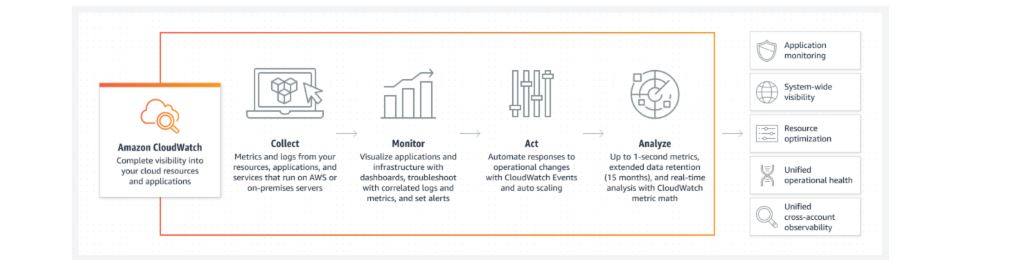 Amazon CloudWatch
Complete visibility into
your cloud resources
and applications
Collect
Metrics and logs from your
resources, applications, and
services that run on AWS or
on-premises servers
Monitor
Visualize applications and
infrastructure with
dashboards, troubleshoot
with correlated logs and
metrics, and set alerts
Act
Automate responses to
operational changes
with CloudWatch Events
and auto scaling
Analyze
Up to 1-second metrics,
extended data retention
(15 months), and real-time
analysis with CloudWatch
metric math
Application
monitoring
System-wide
visibility
Resource
optimization
Unified
operational health
Unified
cross-account
observability